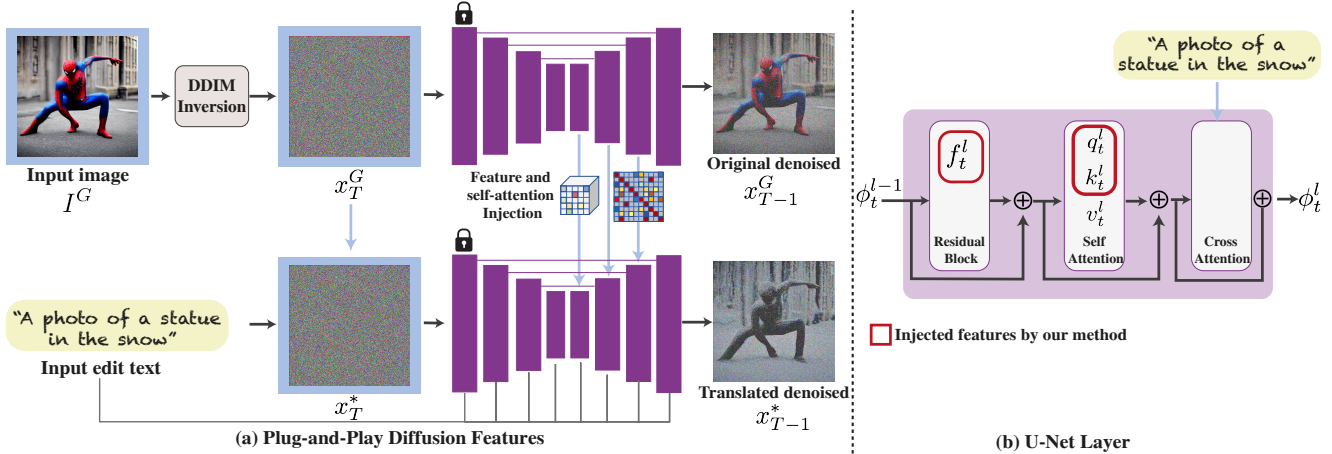 Input image
I^G
DDIM
Inversion
x_T^G
Feature and
self-attention
Injection
Original denoised
x_{T-1}^G
"A photo of a statue
in the snow"
Input edit text
x_T^*
Translated denoised
x_{T-1}^*
(a) Plug-and-Play Diffusion Features
"A photo of a
statue in the snow"
ϕ_t^{l-1}
f_t^l
Residual
Block
q_t^l
k_t^l
v_t^l
Self
Attention
Cross
Attention
ϕ_t^l
Injected features by our method
(b) U-Net Layer